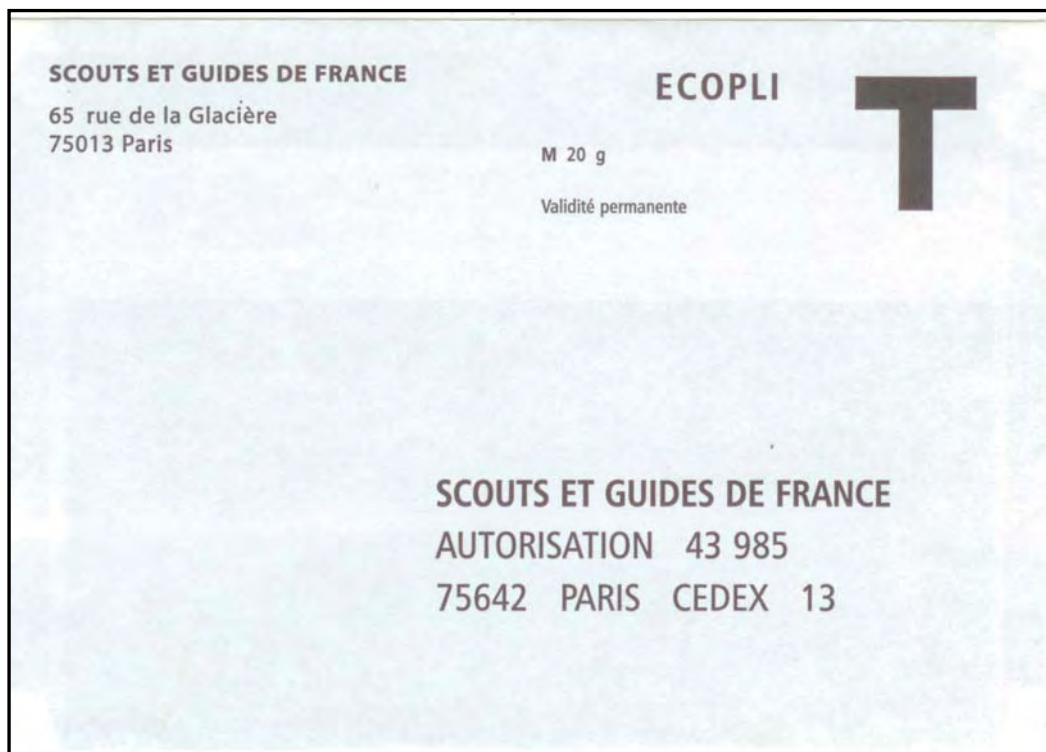 SCOUTS ET GUIDES DE FRANCE
65 rue de la Glacière
75013 Paris
ECOPLI
T
M 20 g
Validité permanente
SCOUTS ET GUIDES DE FRANCE
AUTORISATION 43 985
75642 PARIS CEDEX 13